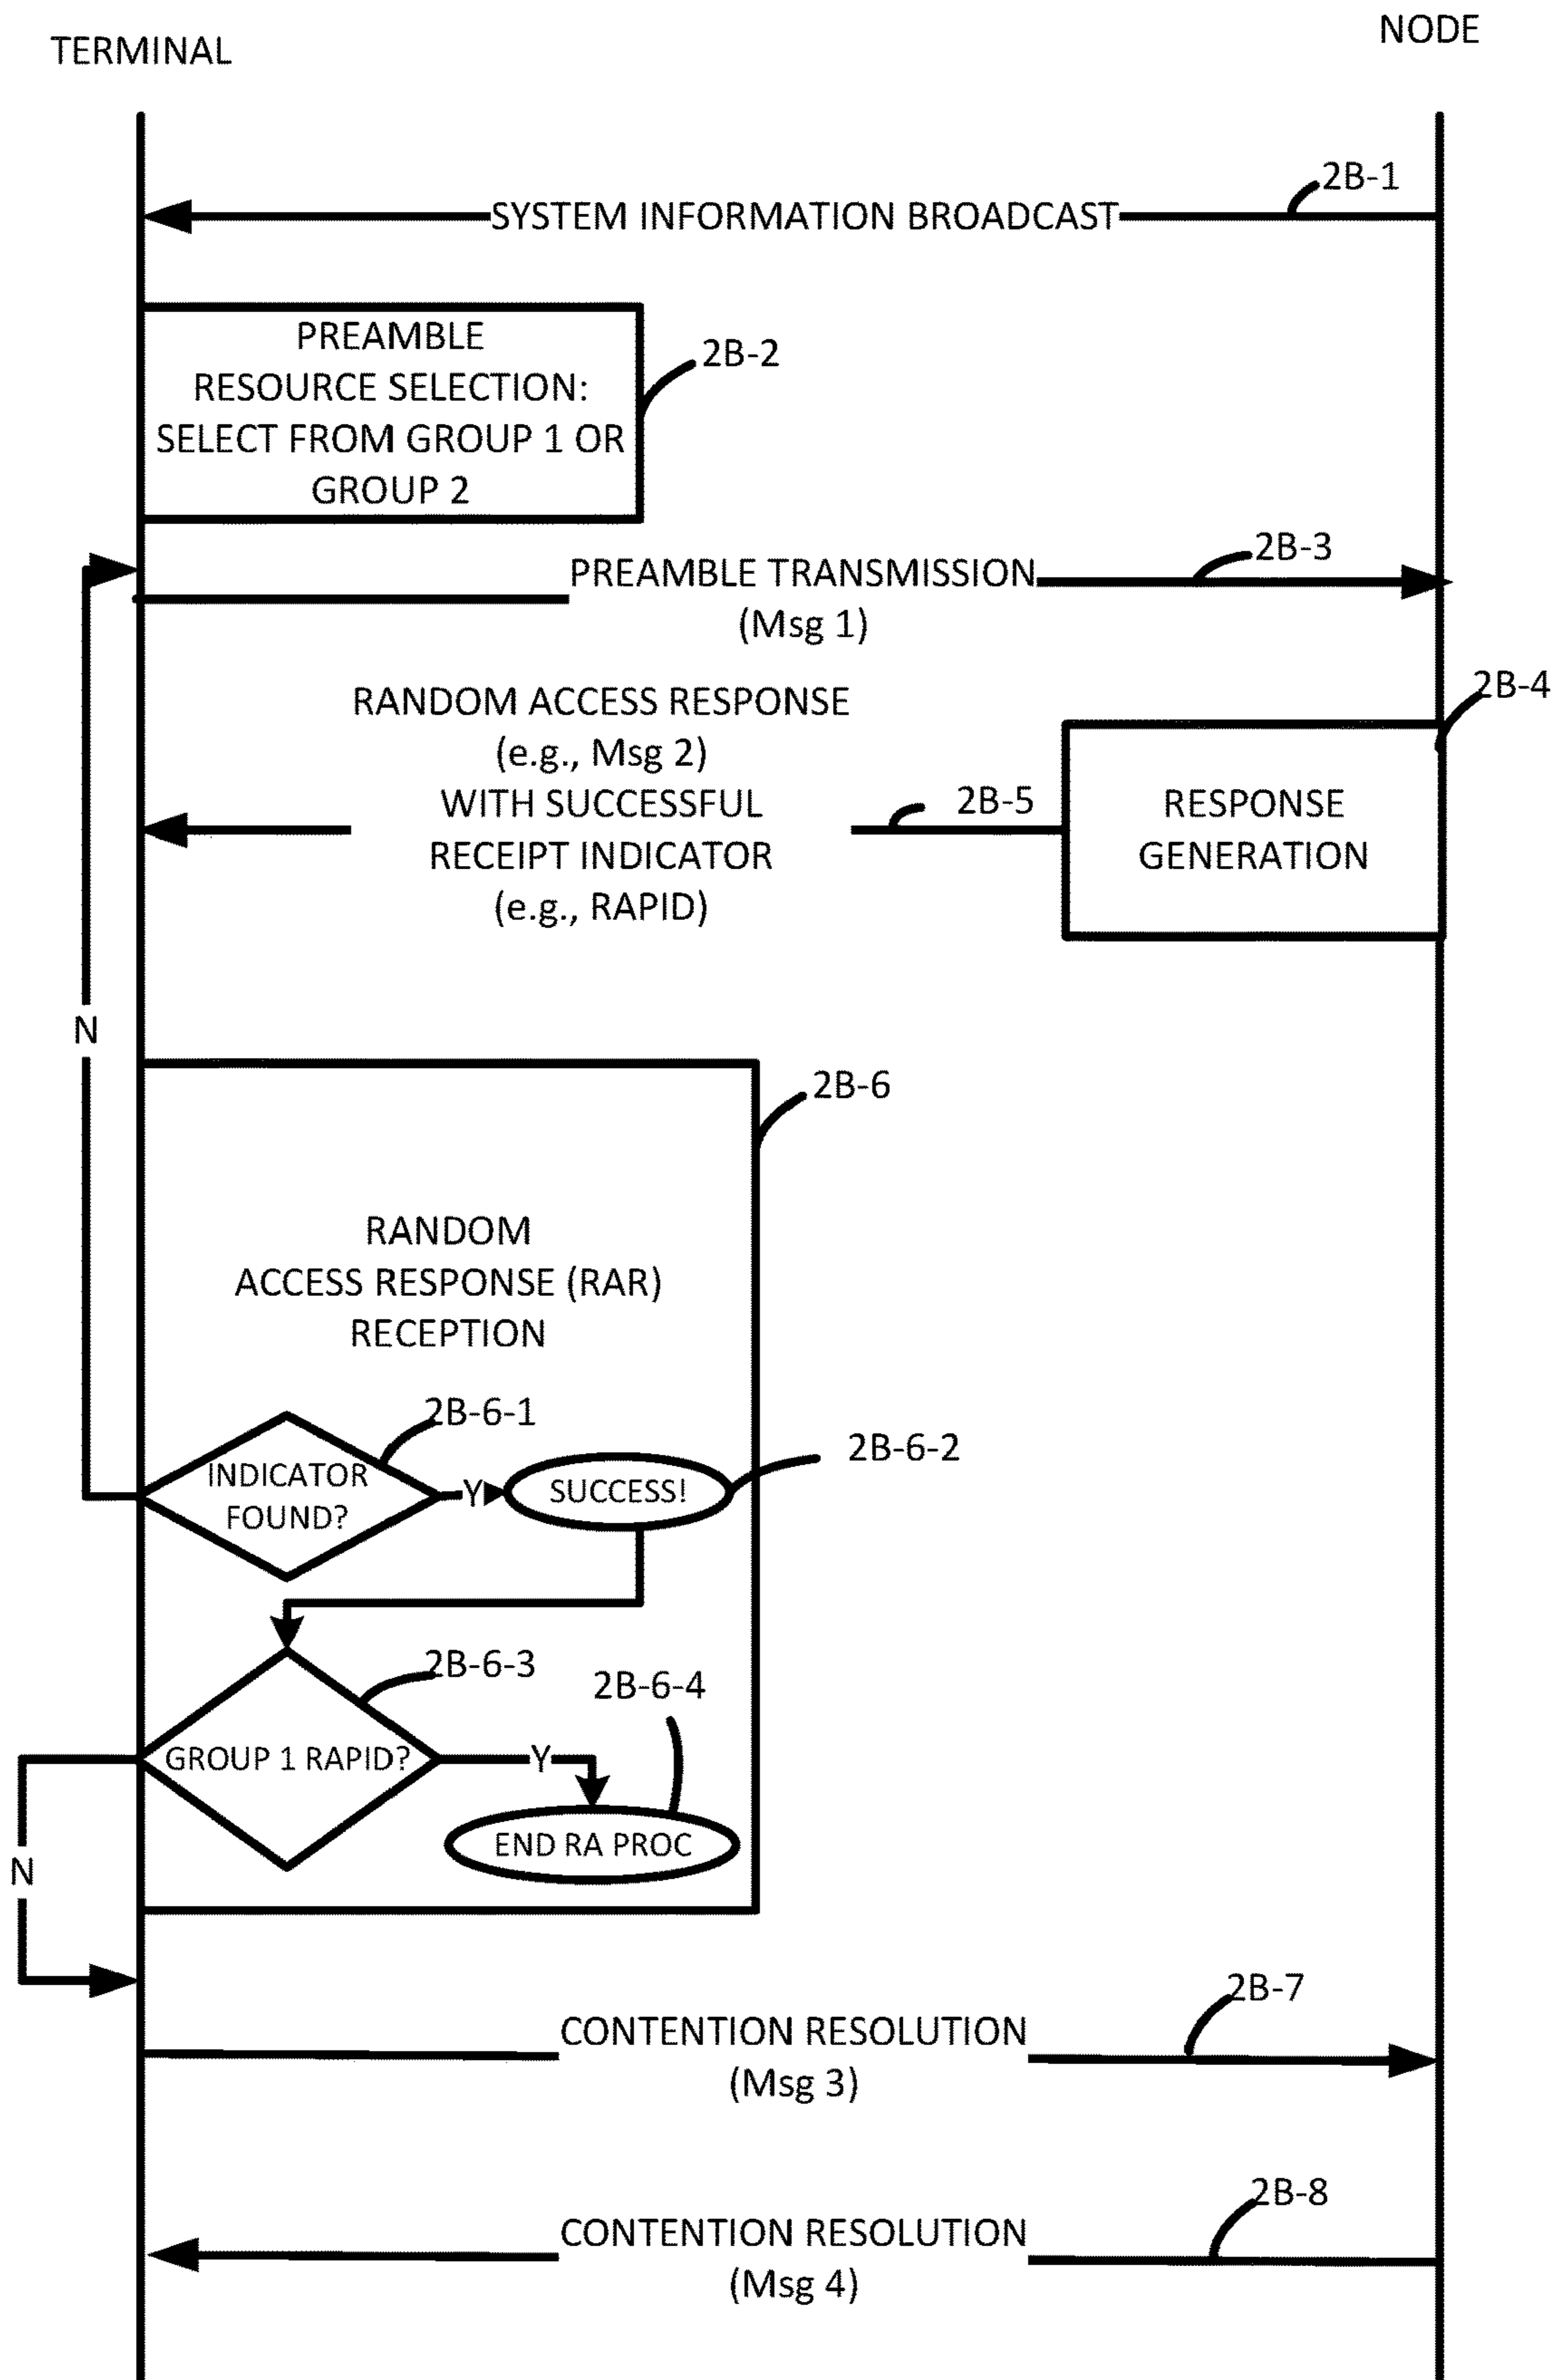 TERMINAL
NODE
2B-1
SYSTEM INFORMATION BROADCAST
PREAMBLE
RESOURCE SELECTION:
SELECT FROM GROUP 1 OR
GROUP 2
2B-2
2B-3
PREAMBLE TRANSMISSION
(Msg 1)
2B-4
RANDOM ACCESS RESPONSE
(e.g., Msg 2)
WITH SUCCESSFUL
RECEIPT INDICATOR
(e.g., RAPID)
2B-5
RESPONSE
GENERATION
N
2B-6
RANDOM
ACCESS RESPONSE (RAR)
RECEPTION
2B-6-1
2B-6-2
INDICATOR
FOUND?
Y
SUCCESS!
2B-6-3
2B-6-4
GROUP 1 RAPID?
Y
END RA PROC
N
2B-7
CONTENTION RESOLUTION
(Msg 3)
2B-8
CONTENTION RESOLUTION
(Msg 4)